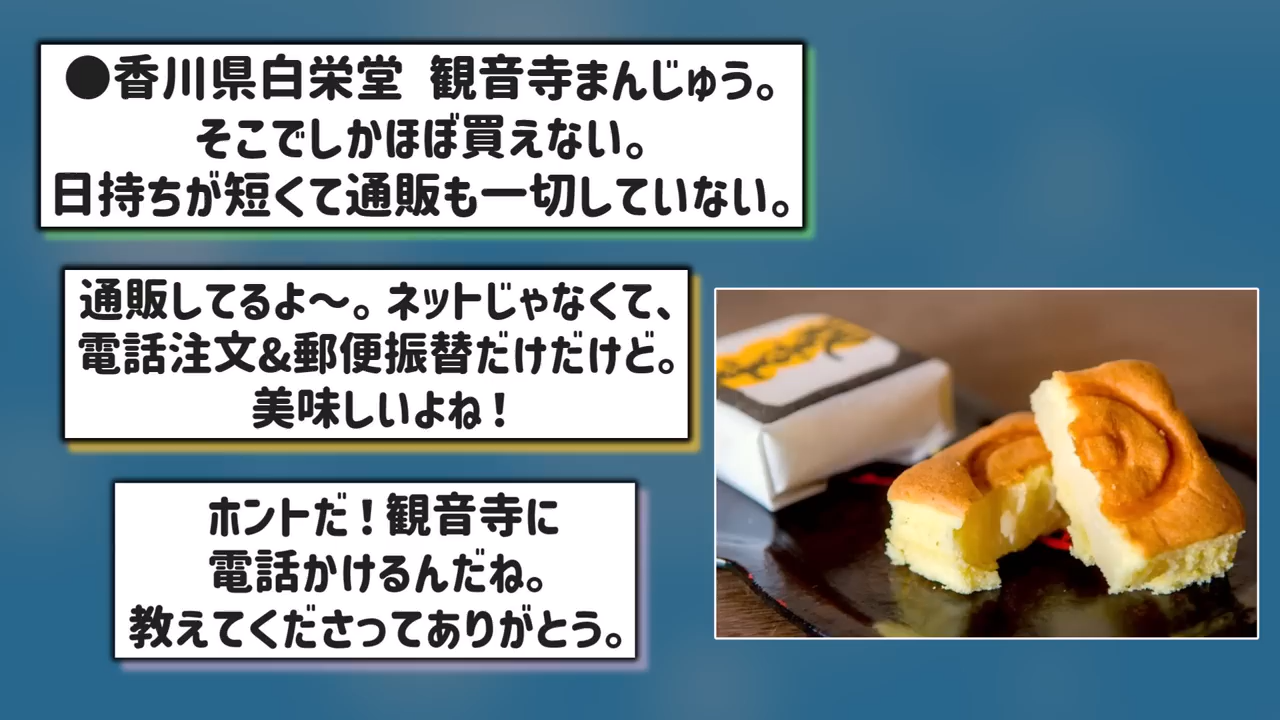 ●香川県白栄堂 観音寺まんじゅう。
そこでしかほぼ買えない。
日持ちが短くて通販も一切していない。
通販してるよ〜。ネットじゃなくて、
電話注文&郵便振替だけだけど。
美味しいよね！
ホントだ！観音寺に
電話かけるんだね。
教えてくださってありがとう。